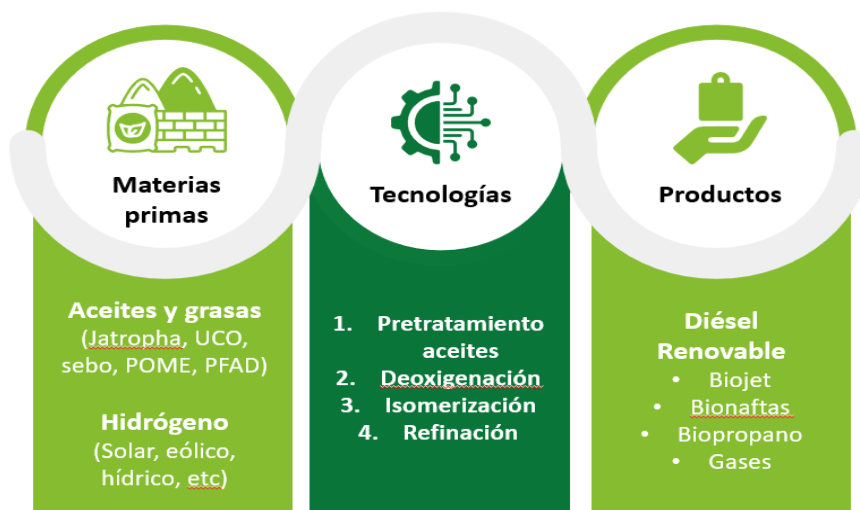 Materias
primas
Aceites y grasas
(Jatropha, UCO,
sebo, POME, PFAD)
Hidrógeno
(Solar, eólico,
hídrico, etc)
Tecnologías
1. Pretratamiento
aceites
2. Deoxigenación
3. Isomerización
4. Refinación
Productos
Diésel
Renovable
• Biojet
• Bionaftas
• Biopropano
• Gases